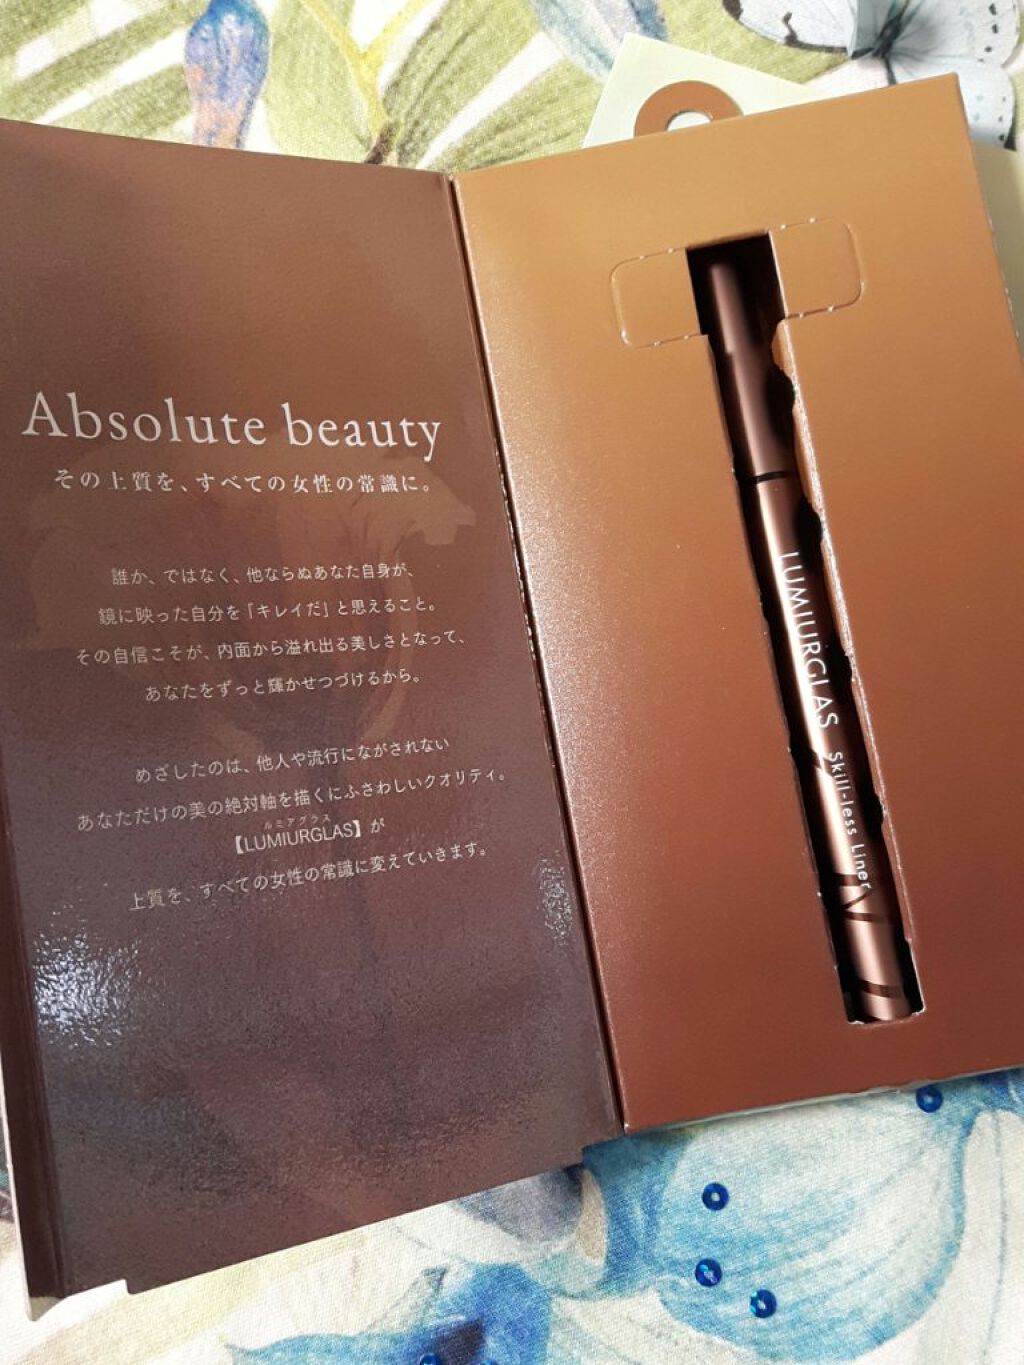 Absolute beauty
その上質を、すべての女性の常識に。
誰か、ではなく、他ならぬあなた自身が、
鏡に映った自分を「キレイだ」と思えること。
その自信こそが、内面から溢れ出る美しさとなって、
あなたをずっと輝かせつづけるから。
めざしたのは、他人や流行にながされない
あなただけの美の絶対軸を描くにふさわしいクオリティ。
ルミアグラス
【LUMIURGLAS】が
上質を、すべての女性の常識に変えていきます。
LUMIURGLAS Skill-less Liner